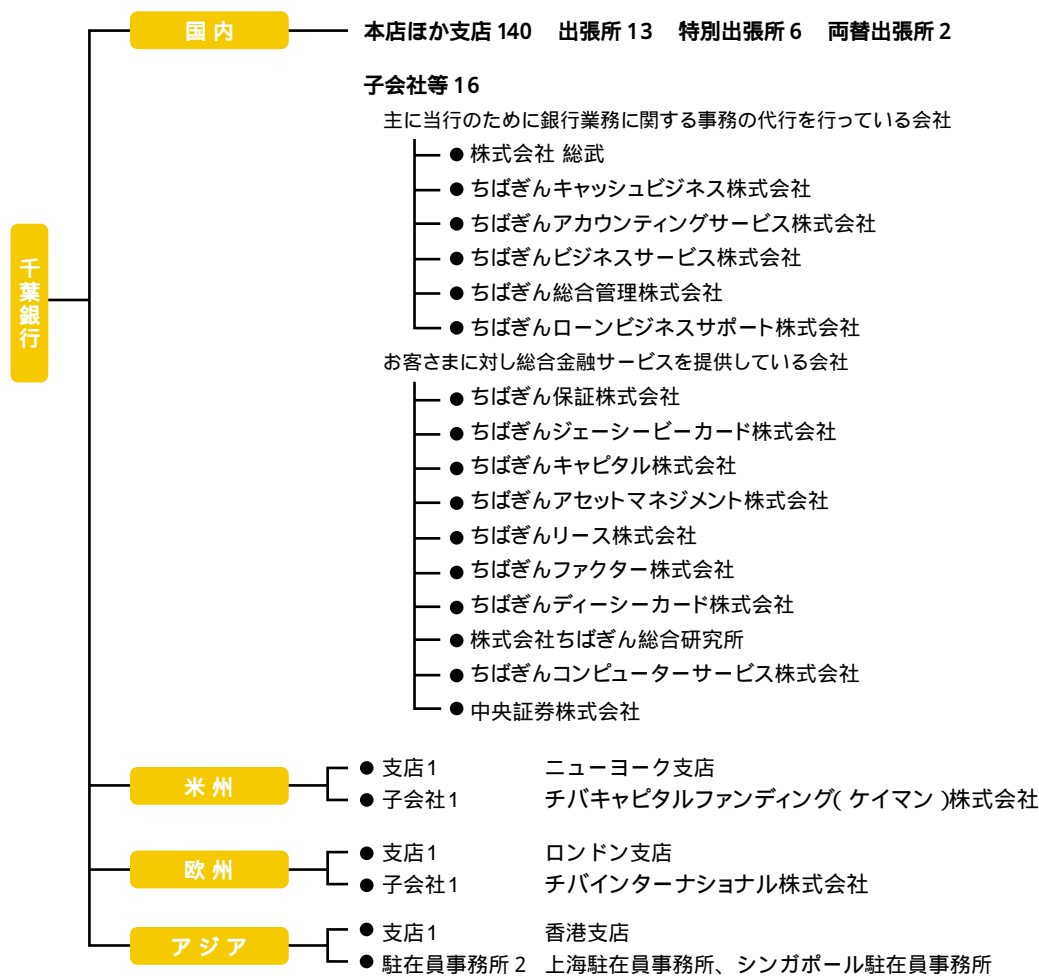 千葉銀行
国内
本店ほか支店 140 出張所 13 特別出張所 6 両替出張所 2
子会社等 16
主に当行のために銀行業務に関する事務の代行を行っている会社
● 株式会社 総武
● ちばぎんキャッシュビジネス株式会社
● ちばぎんアカウンティングサービス株式会社
● ちばぎんビジネスサービス株式会社
● ちばぎん総合管理株式会社
● ちばぎんローンビジネスサポート株式会社
お客さまに対し総合金融サービスを提供している会社
● ちばぎん保証株式会社
● ちばぎんジェーシービーカード株式会社
● ちばぎんキャピタル株式会社
● ちばぎんアセットマネジメント株式会社
● ちばぎんリース株式会社
● ちばぎんファクター株式会社
● ちばぎんディーシーカード株式会社
● 株式会社ちばぎん総合研究所
● ちばぎんコンピューターサービス株式会社
● 中央証券株式会社
米州
● 支店1 ニューヨーク支店
● 子会社1 チバキャピタルファンディング(ケイマン)株式会社
欧州
● 支店1 ロンドン支店
● 子会社1 チバインターナショナル株式会社
アジア
● 支店1 香港支店
● 駐在員事務所 2 上海駐在員事務所、シンガポール駐在員事務所